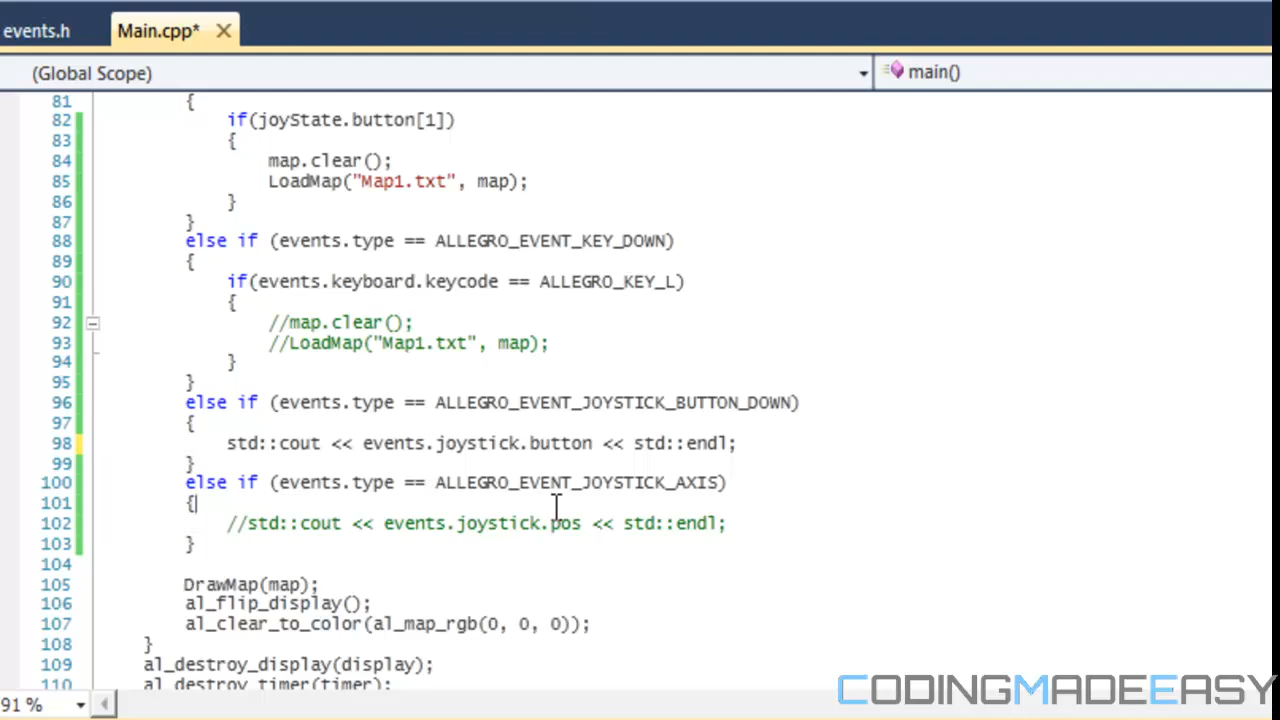 events.h Main.cpp*
(Global Scope) main()
81 {
82 if(joyState.button[1])
83 {
84 map.clear();
85 LoadMap("Map1.txt", map);
86 }
87 }
88 else if (events.type == ALLEGRO_EVENT_KEY_DOWN)
89 {
90 if(events.keyboard.keycode == ALLEGRO_KEY_L)
91 {
92 //map.clear();
93 //LoadMap("Map1.txt", map);
94 }
95 }
96 else if (events.type == ALLEGRO_EVENT_JOYSTICK_BUTTON_DOWN)
97 {
98 std::cout << events.joystick.button << std::endl;
99 }
100 else if (events.type == ALLEGRO_EVENT_JOYSTICK_AXIS)
101 {
102 //std::cout << events.joystick.pos << std::endl;
103 }
104
105 DrawMap(map);
106 al_flip_display();
107 al_clear_to_color(al_map_rgb(0, 0, 0));
108 }
109 al_destroy_display(display);
110 al_destroy_timer(timer);
91 %
CODINGMADEEASY